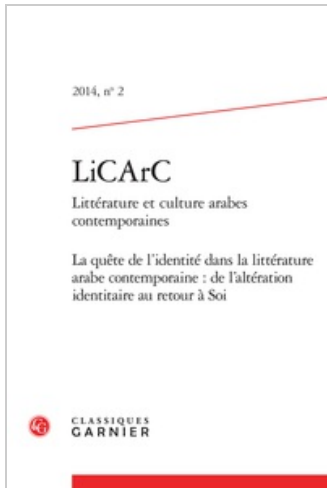 2014, n° 2
LiCArC
Littérature et culture arabes
contemporaines
La quête de l'identité dans la littérature
arabe contemporaine : de l'altération
identitaire au retour à Soi
CLASSIQUES
GARNIER